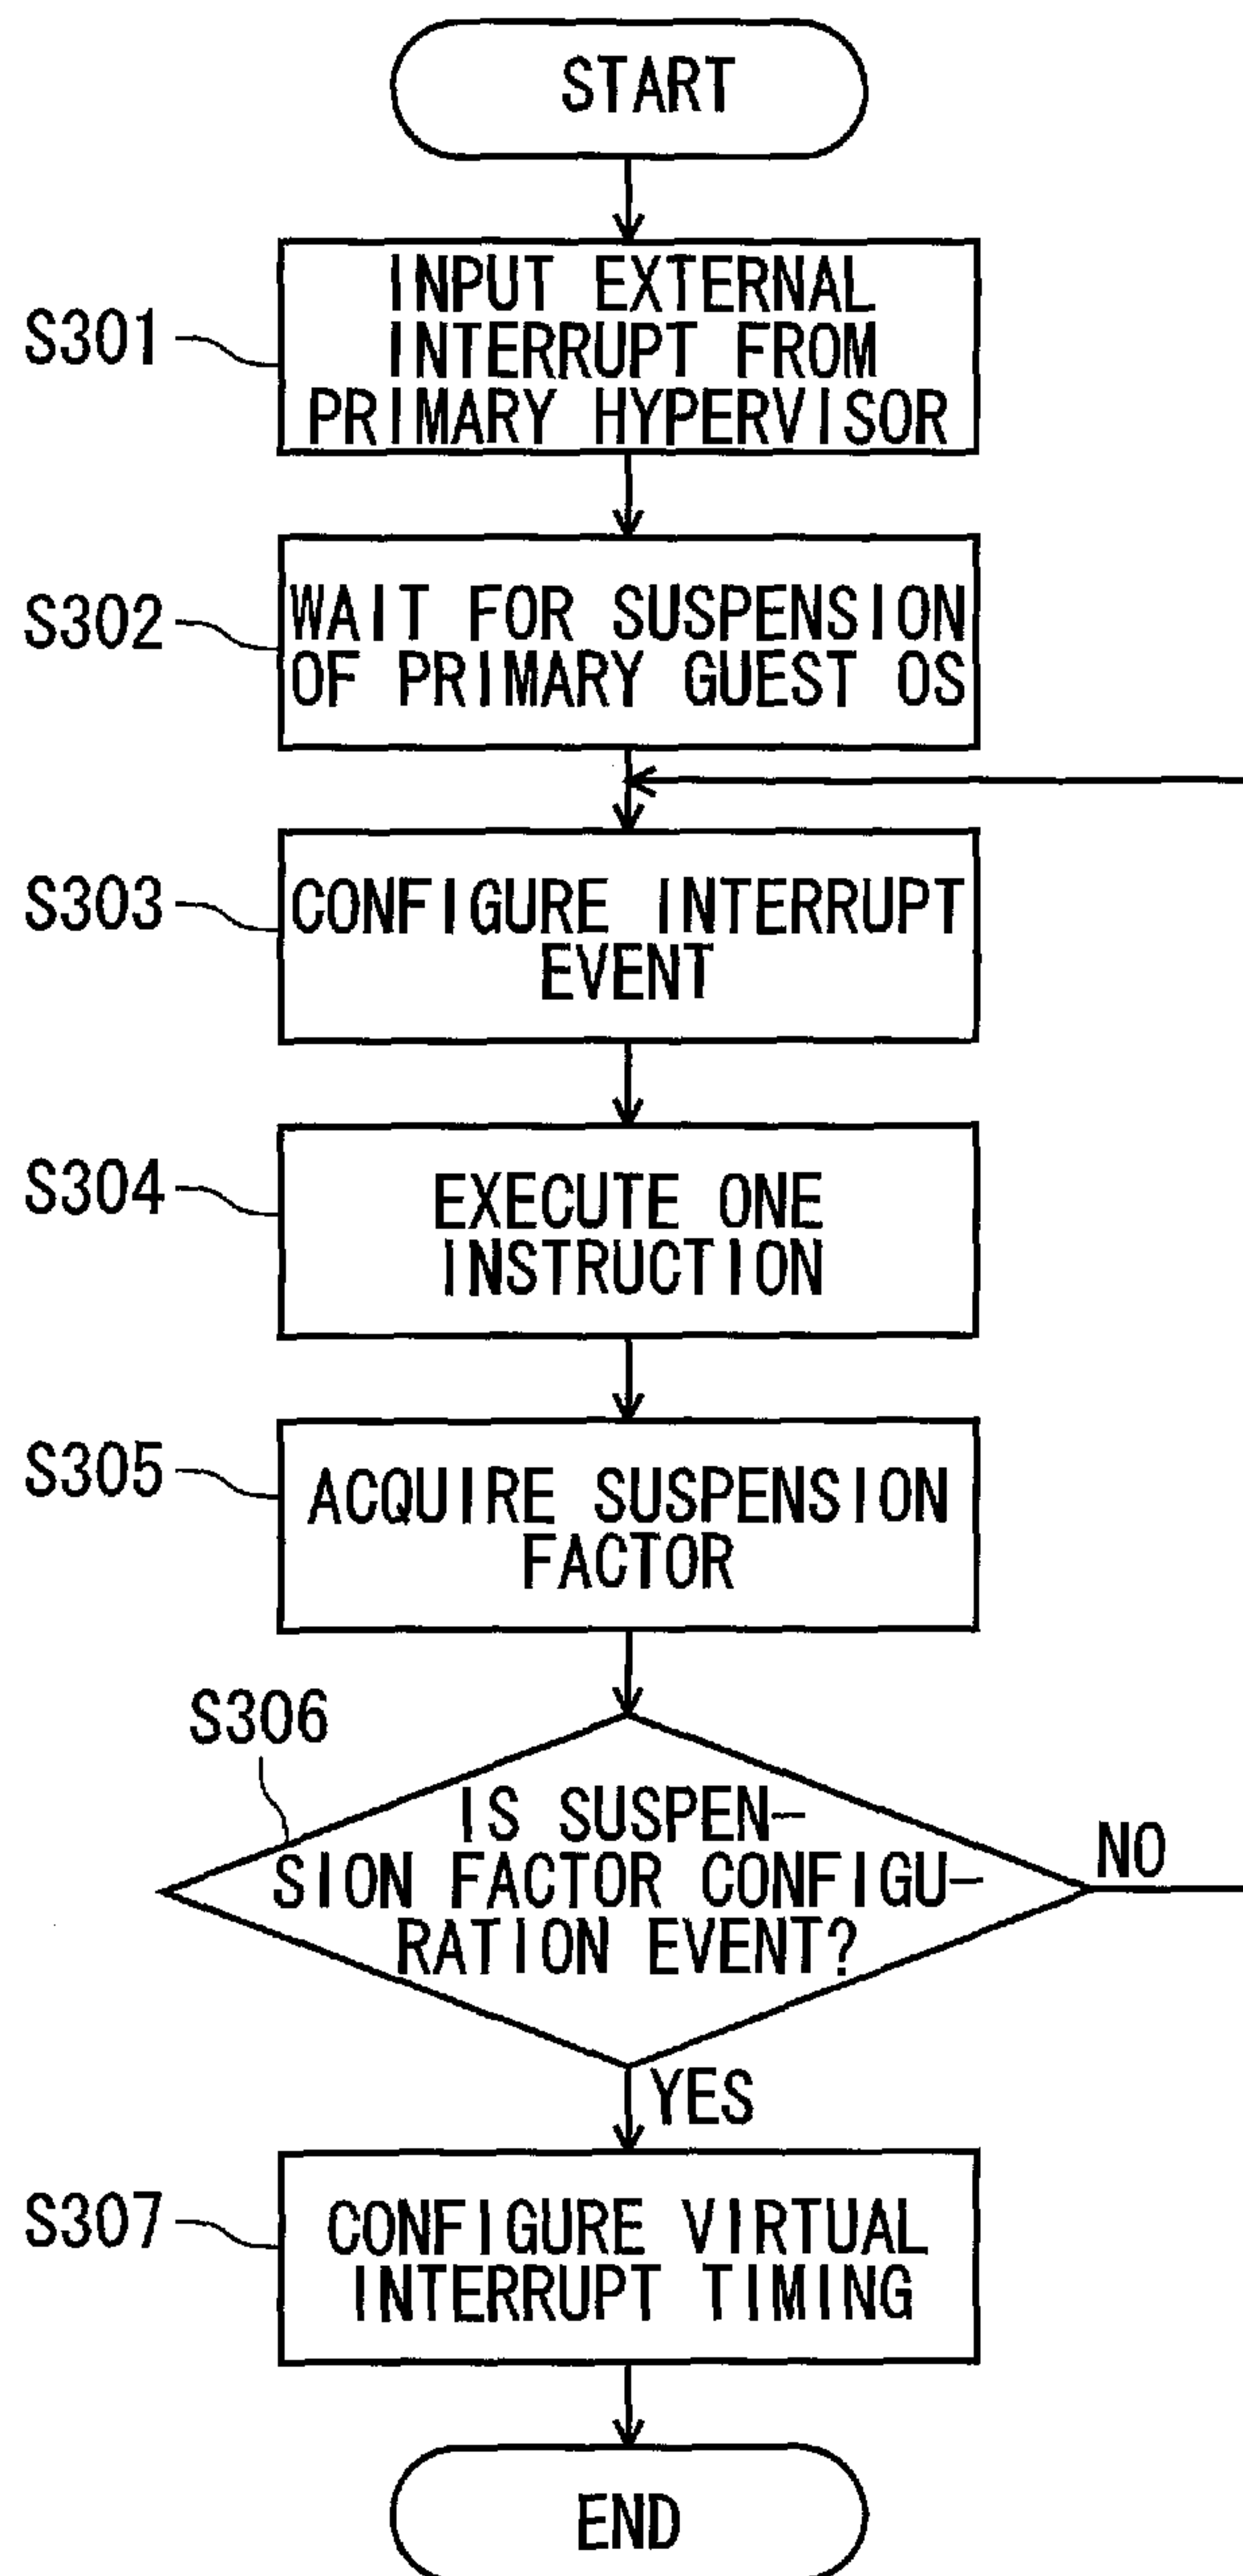 START
S301
INPUT EXTERNAL
INTERRUPT FROM
PRIMARY HYPERVISOR
S302
WAIT FOR SUSPENSION
OF PRIMARY GUEST OS
S303
CONFIGURE INTERRUPT
EVENT
S304
EXECUTE ONE
INSTRUCTION
S305
ACQUIRE SUSPENSION
FACTOR
S306
IS SUSPEN-
SION FACTOR CONFIGU-
RATION EVENT?
NO
YES
S307
CONFIGURE VIRTUAL
INTERRUPT TIMING
END